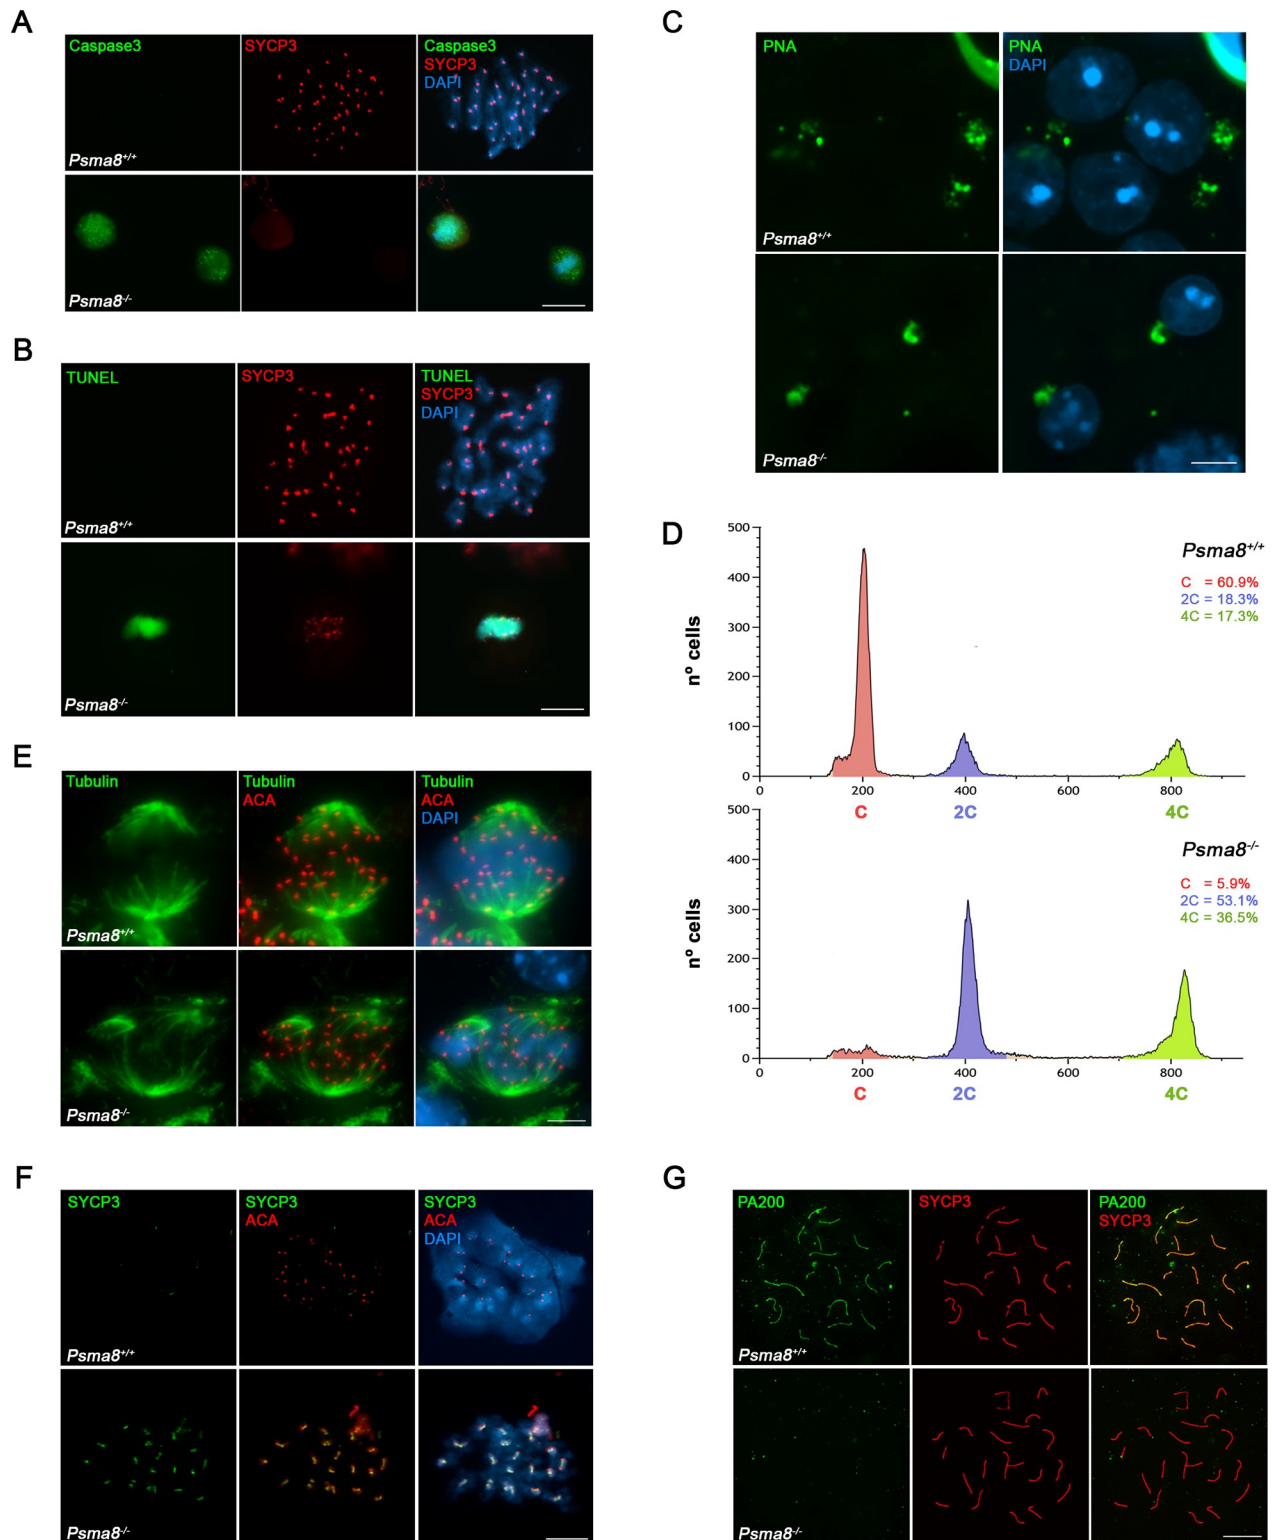 A
Caspase3
SYCP3
Caspase3
SYCP3
DAPI
Psma8+/+
Psma8-/-
B
TUNEL
SYCP3
TUNEL
SYCP3
DAPI
Psma8+/+
Psma8-/-
C
PNA
PNA
DAPI
Psma8+/+
Psma8-/-
D
500
400
300
200
100
0
nº cells
Psma8+/+
C = 60.9%
2C = 18.3%
4C = 17.3%
0
200
400
600
800
C
2C
4C
500
400
300
200
100
0
nº cells
Psma8-/-
C = 5.9%
2C = 53.1%
4C = 36.5%
0
200
400
600
800
C
2C
4C
E
Tubulin
Tubulin
ACA
Tubulin
ACA
DAPI
Psma8+/+
Psma8-/-
F
SYCP3
SYCP3
ACA
SYCP3
ACA
DAPI
Psma8+/+
Psma8-/-
G
PA200
SYCP3
PA200
SYCP3
Psma8+/+
Psma8-/-